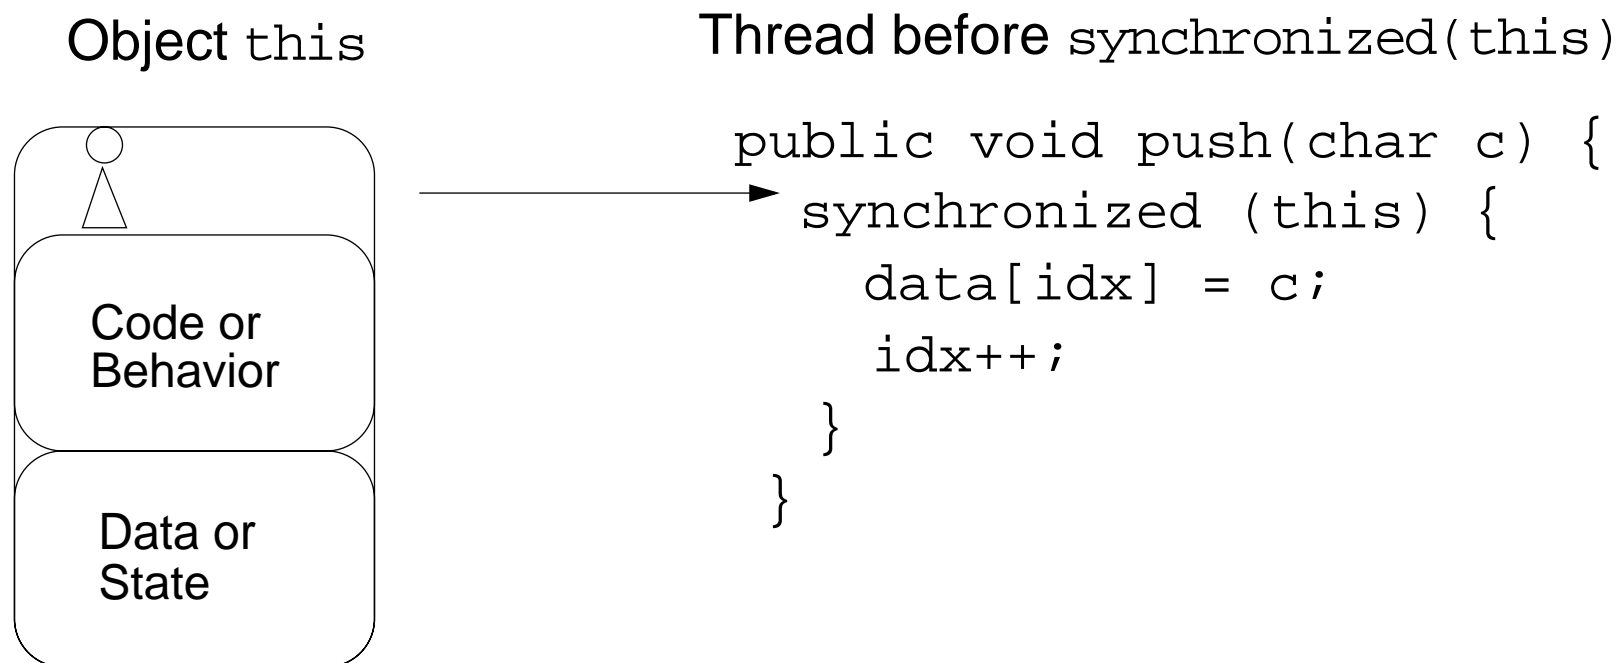 Object this
Thread before synchronized(this)
public void push(char c) {
synchronized (this) {
data[idx] = c;
idx++;
}
}
Code or
Behavior
Data or
State